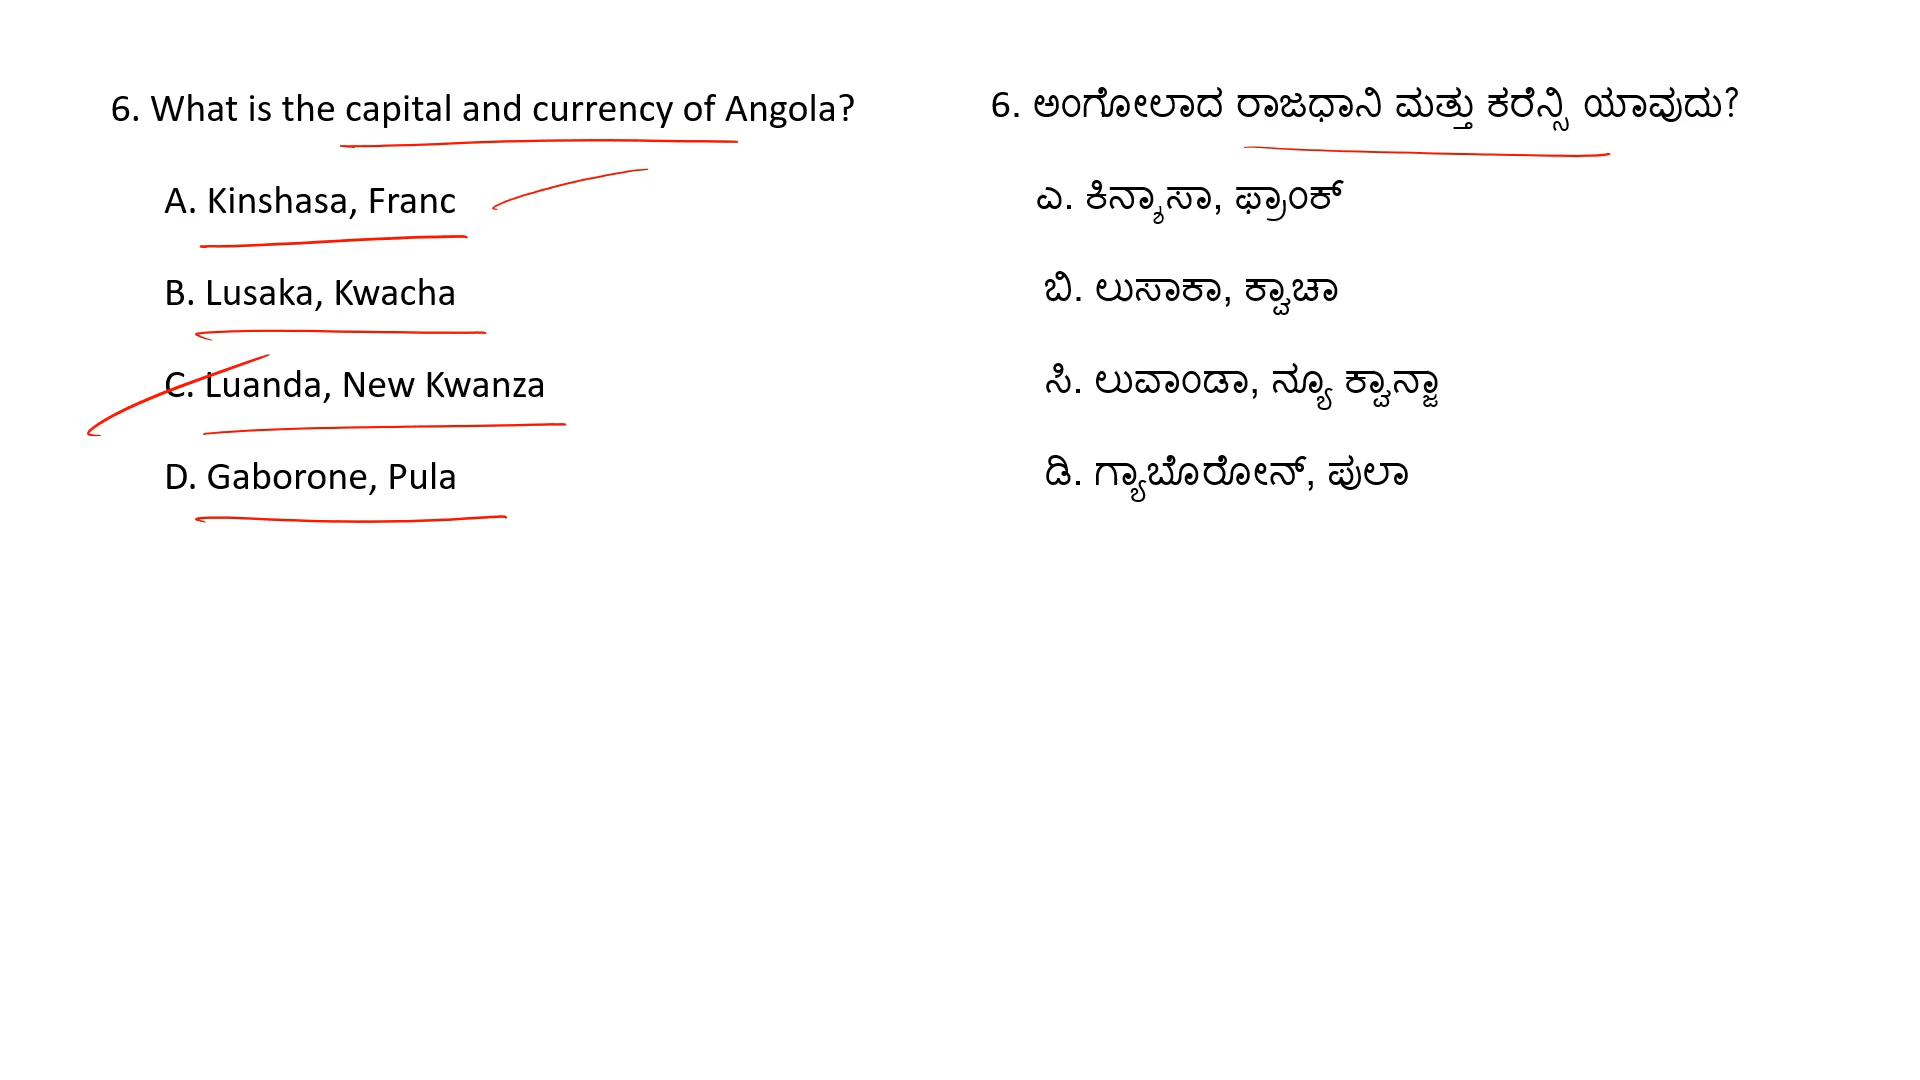 6. What is the capital and currency of Angola?
A. Kinshasa, Franc
B. Lusaka, Kwacha
C. Luanda, New Kwanza
D. Gaborone, Pula
6. ಅಂಗೋಲಾದ ರಾಜಧಾನಿ ಮತ್ತು ಕರೆನ್ಸಿ ಯಾವುದು?
ಎ. ಕಿನ್ಶಾಸಾ, ಫ್ರಾಂಕ್
ಬಿ. ಲುಸಾಕಾ, ಕ್ವಾಚಾ
ಸಿ. ಲುವಾಂಡಾ, ನ್ಯೂ ಕ್ವಾನ್ಜಾ
ಡಿ. ಗ್ಯಾಬೊರೋನ್, ಪುಲಾ